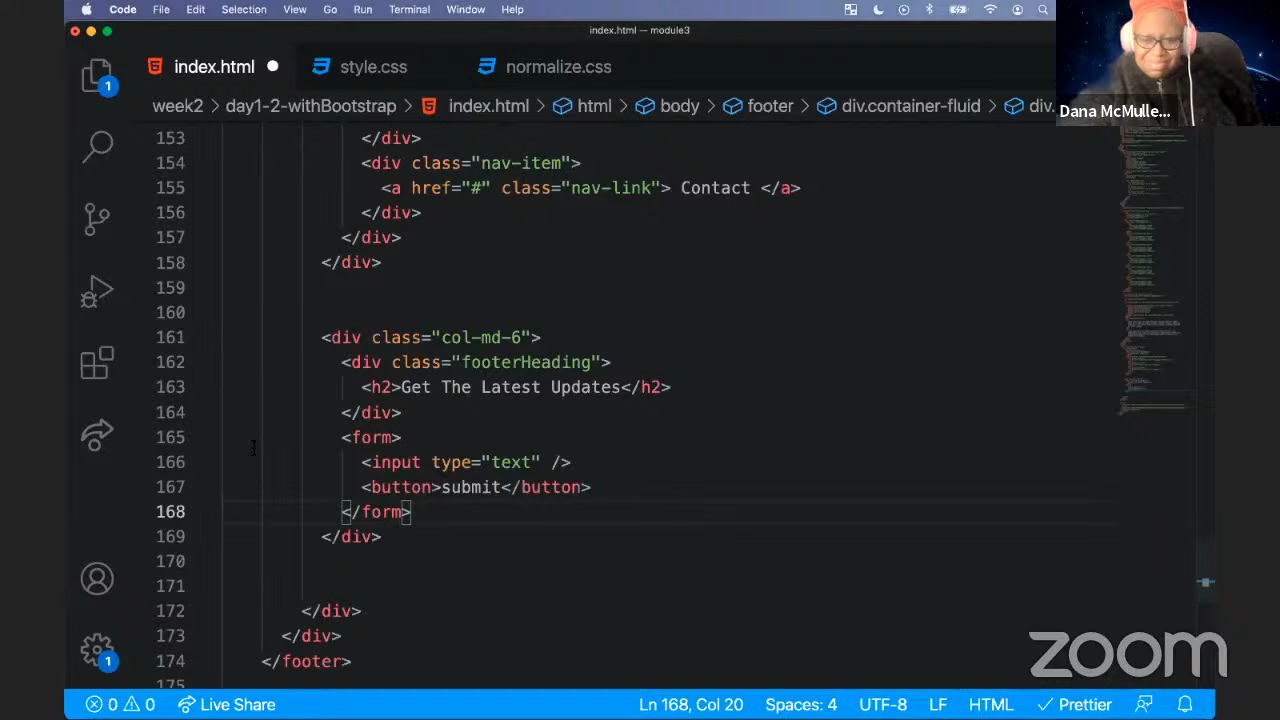 Code File Edit Selection View Go Run Terminal Window Help
index.html — module3
index.html style.css normalize.css
week2 > day1-2-withBootstrap > index.html > html > body > footer > div.container-fluid > div.
Dana McMulle...
153 </div>
154 <div class="nav-item">
155 <a href="#" class="nav-link"> Contact </a>
156 </div>
157 </div>
158 </div>
159
160
161 <div class="col-md-6">
162 <div class="footerHeading">
163 <h2>Get The Latest Updates</h2>
164 </div>
165 <form>
166 <input type="text" />
167 <button>submit</button>
168 </form>
169 </div>
170
171
172 </div>
173 </div>
174 </footer>
175
1
1
zoom
0 0 Live Share Ln 168, Col 20 Spaces: 4 UTF-8 LF HTML Prettier